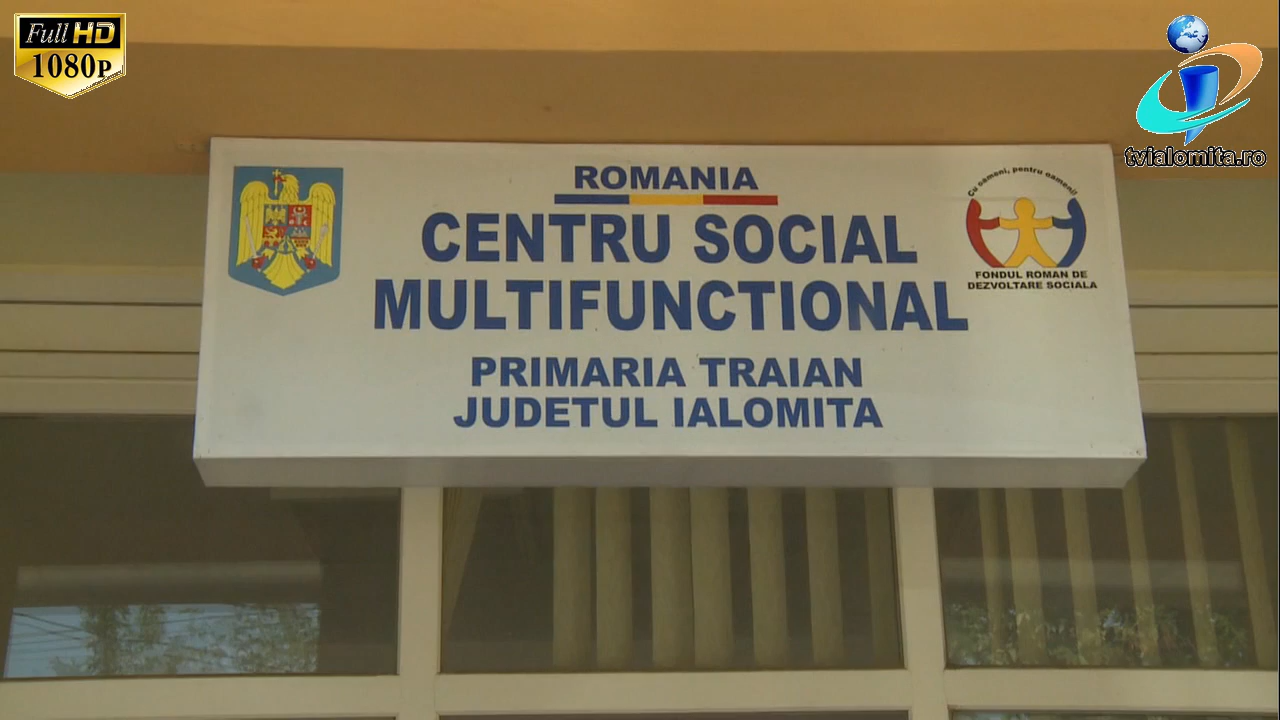 Full HD
1080P
tvialomita.ro
ROMANIA
CENTRU SOCIAL
MULTIFUNCTIONAL
PRIMARIA TRAIAN
JUDETUL IALOMITA
Cu oameni, pentru oameni!
FONDUL ROMAN DE
DEZVOLTARE SOCIALA